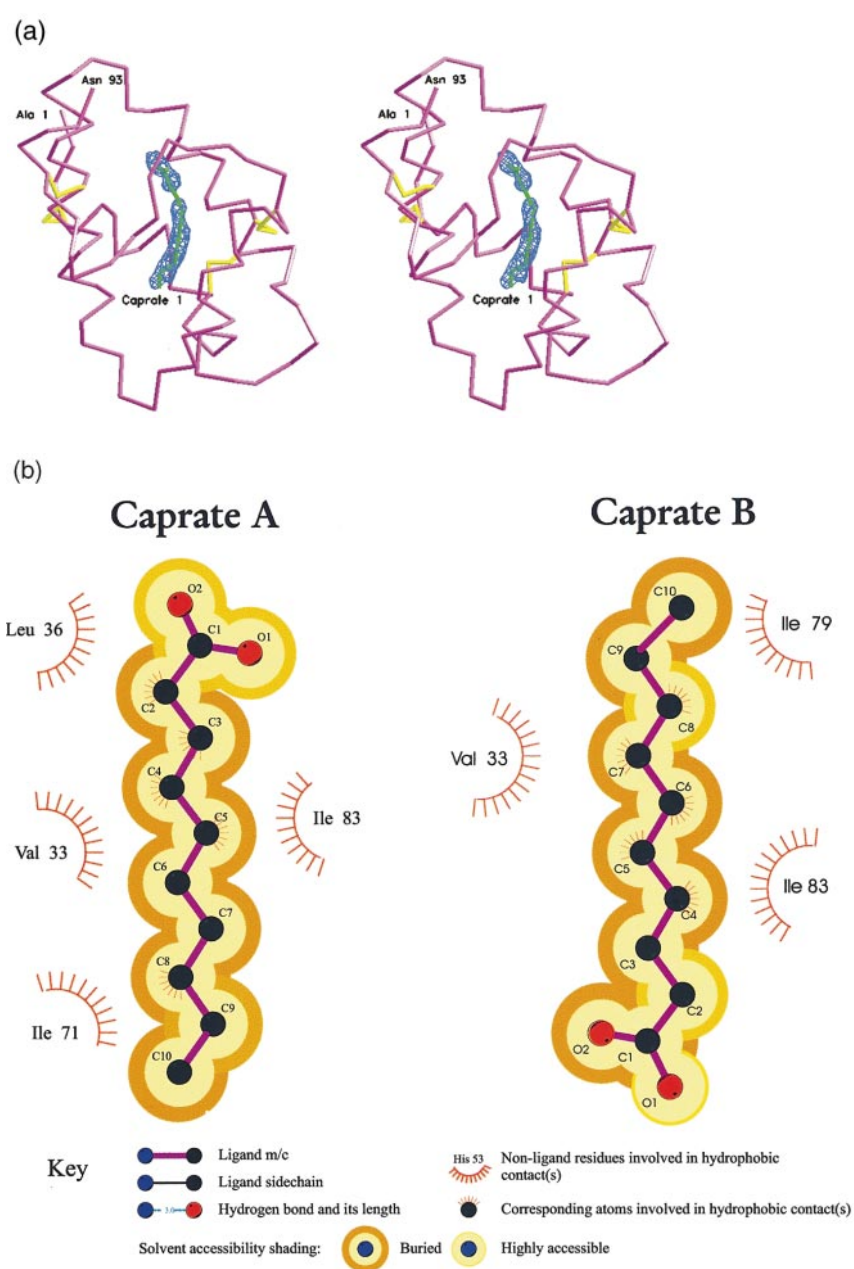 (a)
Asn 93
Asn 93
Ala 1
Ala 1
Caprate 1
Caprate 1
(b)
Caprate A
Caprate B
O2
Leu 36
C1
O1
C2
C3
C4
C5
Ile 83
Val 33
C6
C7
C8
Ile 71
C9
C10
C10
Ile 79
C9
C8
Val 33
C7
C6
C5
Ile 83
C4
C3
C2
O2
C1
O1
Key
Ligand m/c
Ligand sidechain
3.0
Hydrogen bond and its length
His 53
Non-ligand residues involved in hydrophobic
contact(s)
Corresponding atoms involved in hydrophobic contact(s)
Solvent accessibility shading:
Buried
Highly accessible